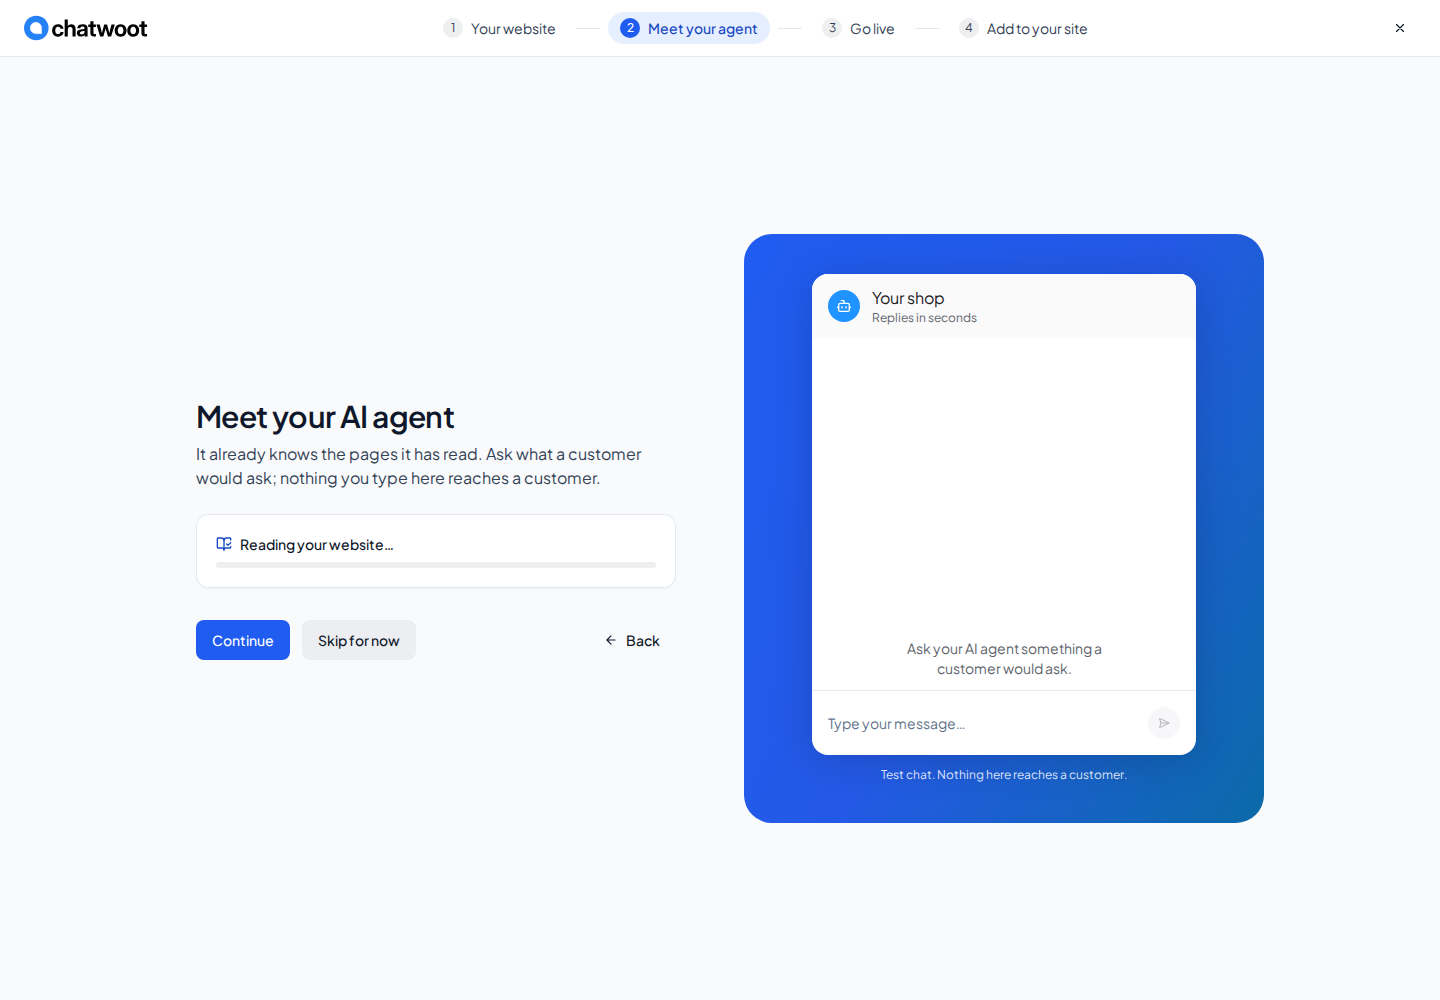 chatwoot
1 Your website
2 Meet your agent
3 Go live
4 Add to your site
Meet your AI agent
It already knows the pages it has read. Ask what a customer
would ask; nothing you type here reaches a customer.
Reading your website…
Continue
Skip for now
Back
Your shop
Replies in seconds
Ask your AI agent something a
customer would ask.
Type your message…
Test chat. Nothing here reaches a customer.